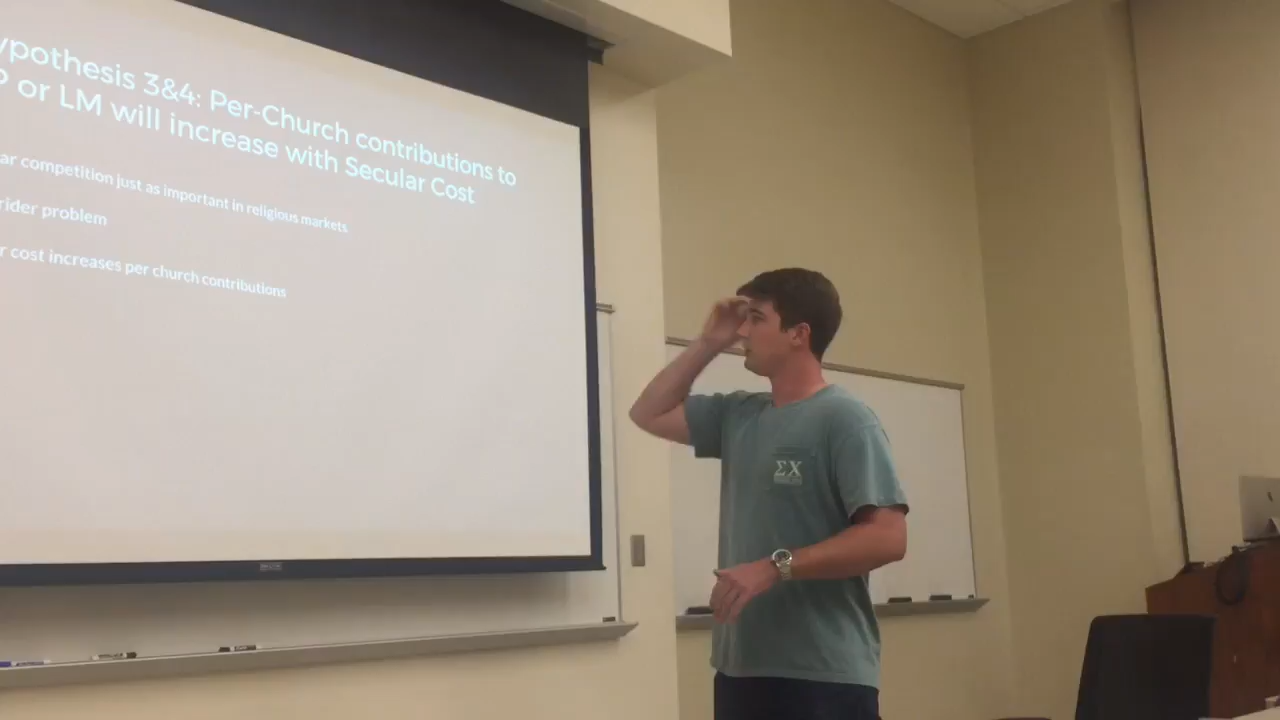 ypothesis 3&4: Per-Church contributions to
or LM will increase with Secular Cost
ar competition just as important in religious markets
rider problem
r cost increases per church contributions
ΣΧ